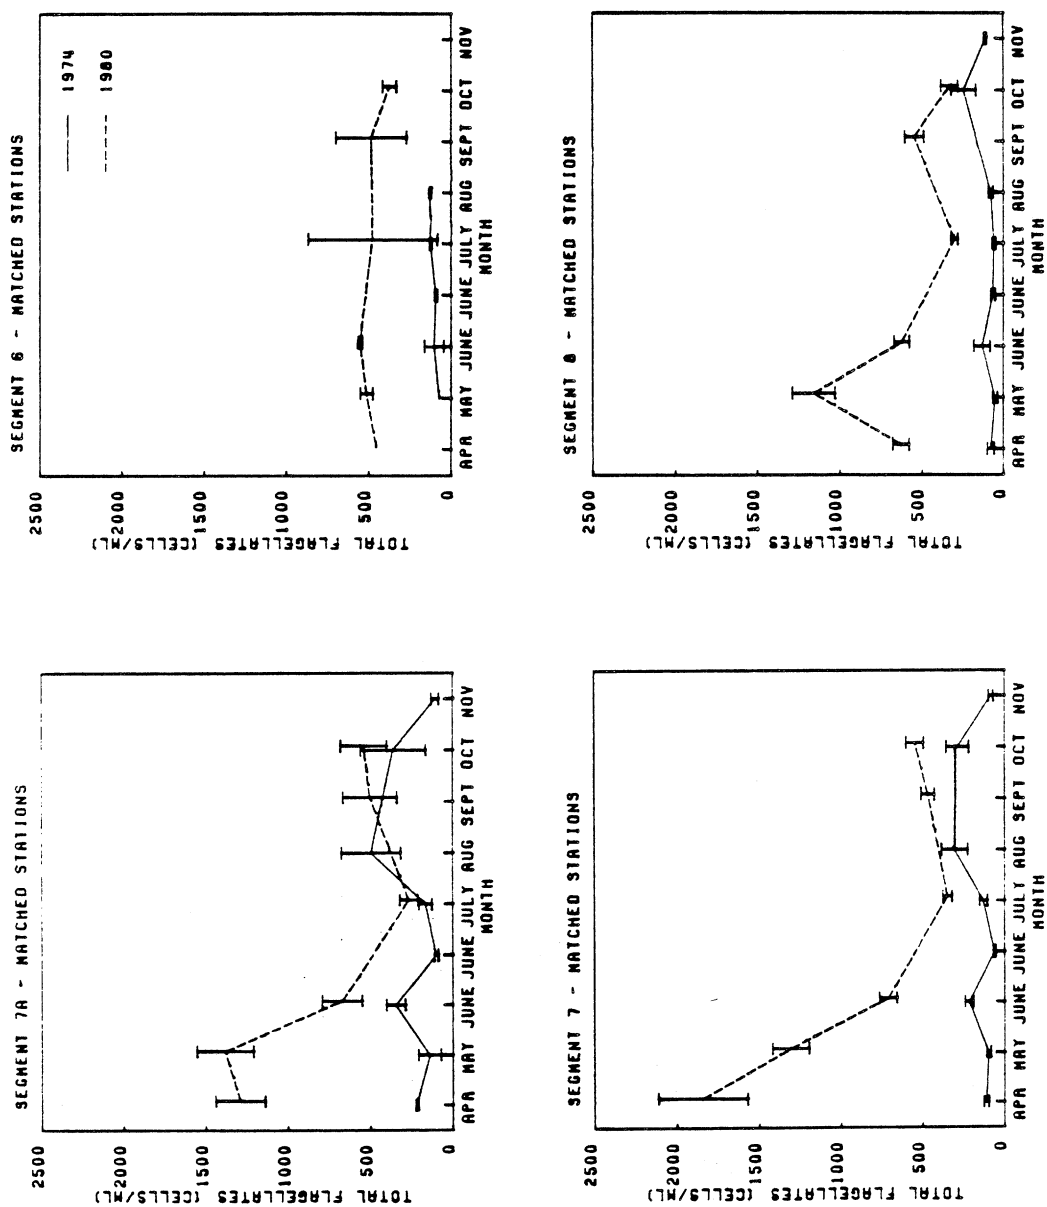 SEGMENT 7A - MATCHED STATIONS
2500
2000
1500
1000
500
0
TOTAL FLAGELLATES (CELLS/ML)
APR MAY JUNE JUNE JULY AUG SEPT OCT NOV
MONTH
SEGMENT 6 - MATCHED STATIONS
1974
1980
2500
2000
1500
1000
500
0
TOTAL FLAGELLATES (CELLS/ML)
APR MAY JUNE JUNE JULY AUG SEPT OCT NOV
MONTH
SEGMENT 7 - MATCHED STATIONS
2500
2000
1500
1000
500
0
TOTAL FLAGELLATES (CELLS/ML)
APR MAY JUNE JUNE JULY AUG SEPT OCT NOV
MONTH
SEGMENT 8 - MATCHED STATIONS
2500
2000
1500
1000
500
0
TOTAL FLAGELLATES (CELLS/ML)
APR MAY JUNE JUNE JULY AUG SEPT OCT NOV
MONTH